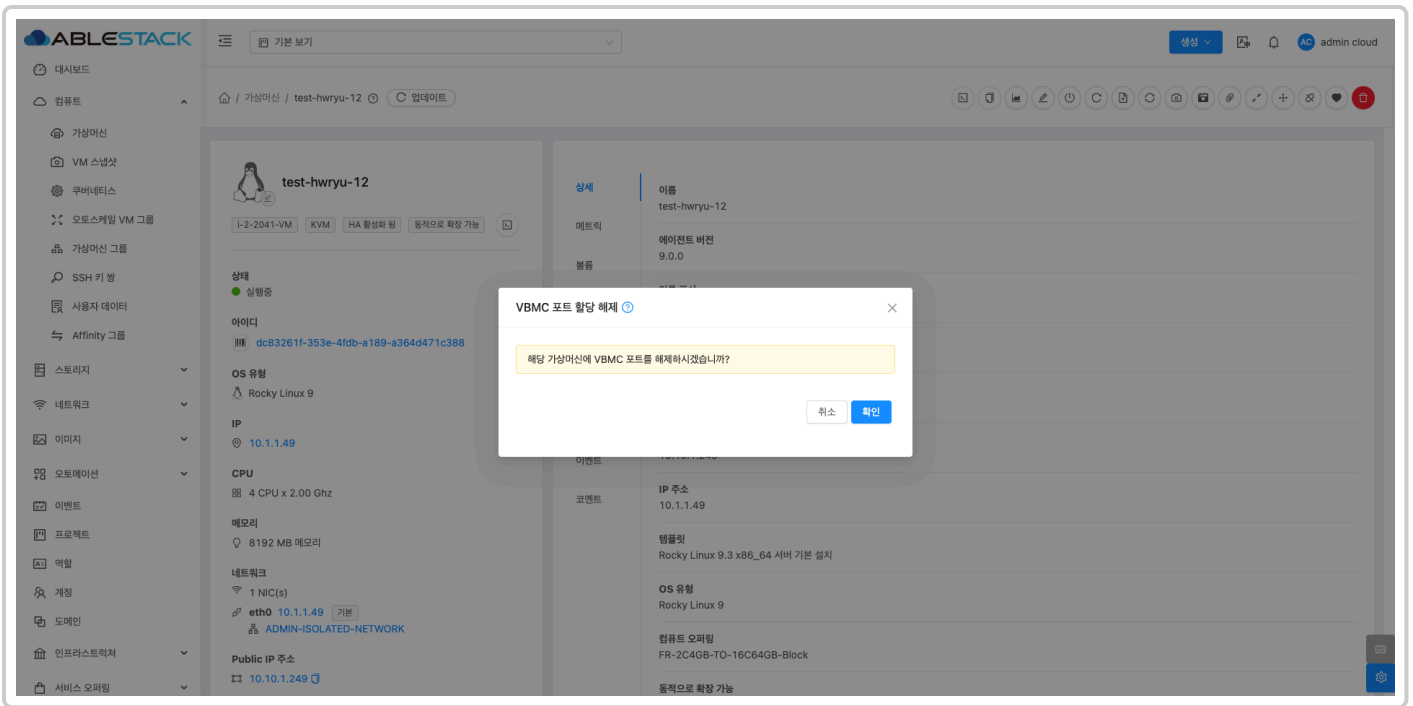 ABLESTACK
기본 보기
생성
AC admin cloud
대시보드
컴퓨트
가상머신
VM 스냅샷
쿠버네티스
오토스케일 VM 그룹
가상머신 그룹
SSH 키 쌍
사용자 데이터
Affinity 그룹
스토리지
네트워크
이미지
오토메이션
이벤트
프로젝트
역할
계정
도메인
인프라스트럭쳐
서비스 오퍼링
/ 가상머신 / test-hwryu-12 업데이트
test-hwryu-12
i-2-2041-VM KVM HA 활성화 됨 동적으로 확장 가능
상태
실행중
아이디
dc83261f-353e-4fdb-a189-a364d471c388
OS 유형
Rocky Linux 9
IP
10.1.1.49
CPU
4 CPU x 2.00 Ghz
메모리
8192 MB 메모리
네트워크
1 NIC(s)
eth0 10.1.1.49 기본
ADMIN-ISOLATED-NETWORK
Public IP 주소
10.10.1.249
상세
메트릭
볼륨
이벤트
코멘트
이름
test-hwryu-12
에이전트 버전
9.0.0
VBMC 포트 할당 해제
해당 가상머신에 VBMC 포트를 해제하시겠습니까?
취소 확인
IP 주소
10.1.1.49
템플릿
Rocky Linux 9.3 x86_64 서버 기본 설치
OS 유형
Rocky Linux 9
컴퓨트 오퍼링
FR-2C4GB-TO-16C64GB-Block
동적으로 확장 가능